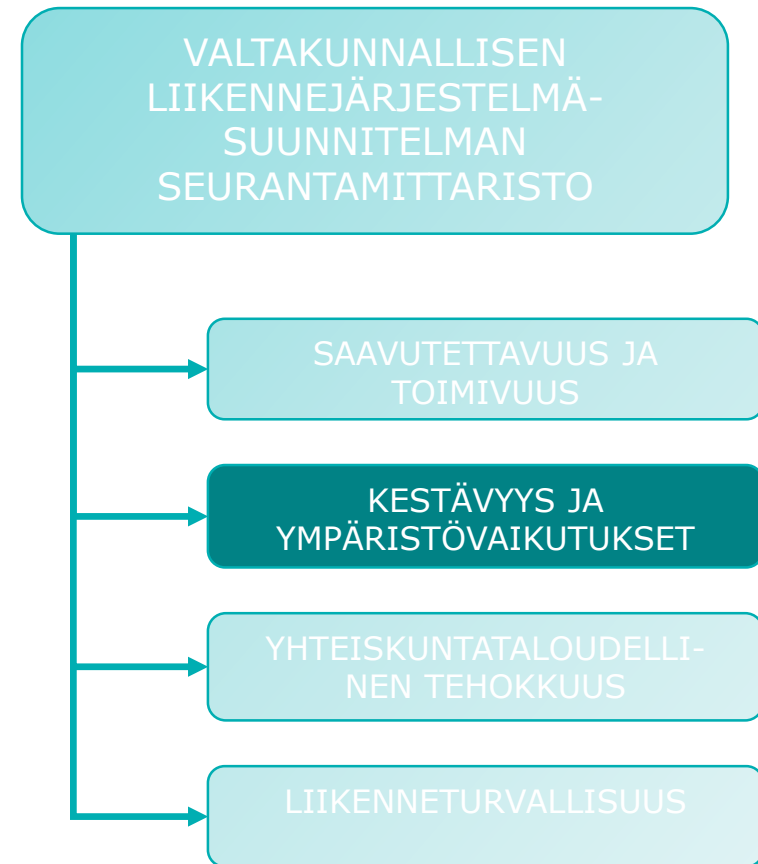 VALTAKUNNALLISEN
LIIKENNEJÄRJESTELMÄ-
SUUNNITELMAN
SEURANTAMITTARISTO
SAAVUTETTAVUUS JA
TOIMIVUUS
KESTÄVYYS JA
YMPÄRISTÖVAIKUTUKSET
YHTEISKUNTATALOUDELLI-
NEN TEHOKKUUS
LIIKENNETURVALLISUUS